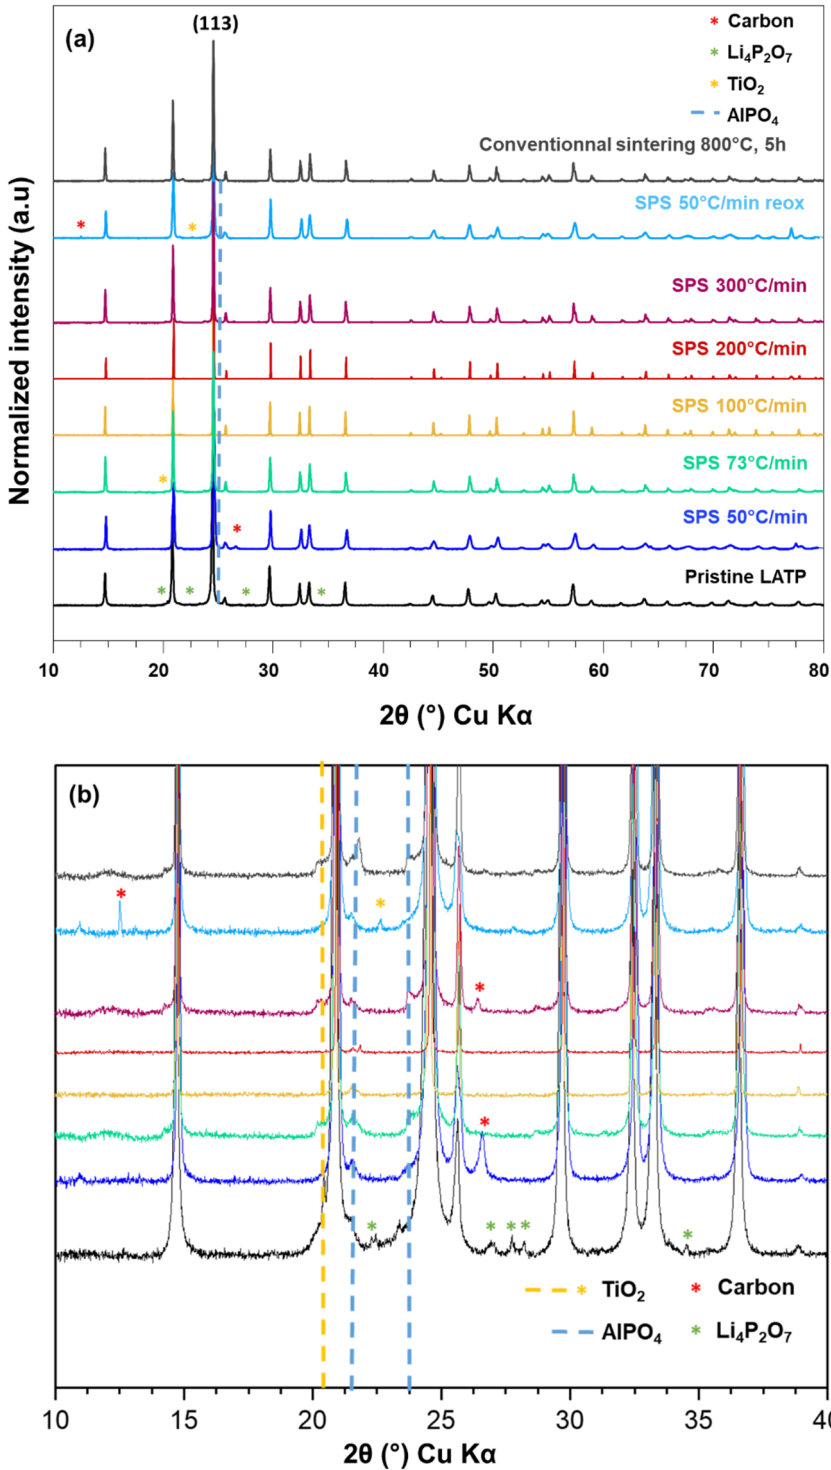 (a)
(113)
* Carbon
* Li₄P₂O₇
* TiO₂
AlPO₄
Conventionnal sintering 800°C, 5h
SPS 50°C/min reox
SPS 300°C/min
SPS 200°C/min
SPS 100°C/min
SPS 73°C/min
SPS 50°C/min
Pristine LATP
Normalized intensity (a.u)
10 20 30 40 50 60 70 80
2θ (°) Cu Kα
(b)
* TiO₂ * Carbon
AlPO₄ * Li₄P₂O₇
10 15 20 25 30 35 40
2θ (°) Cu Kα